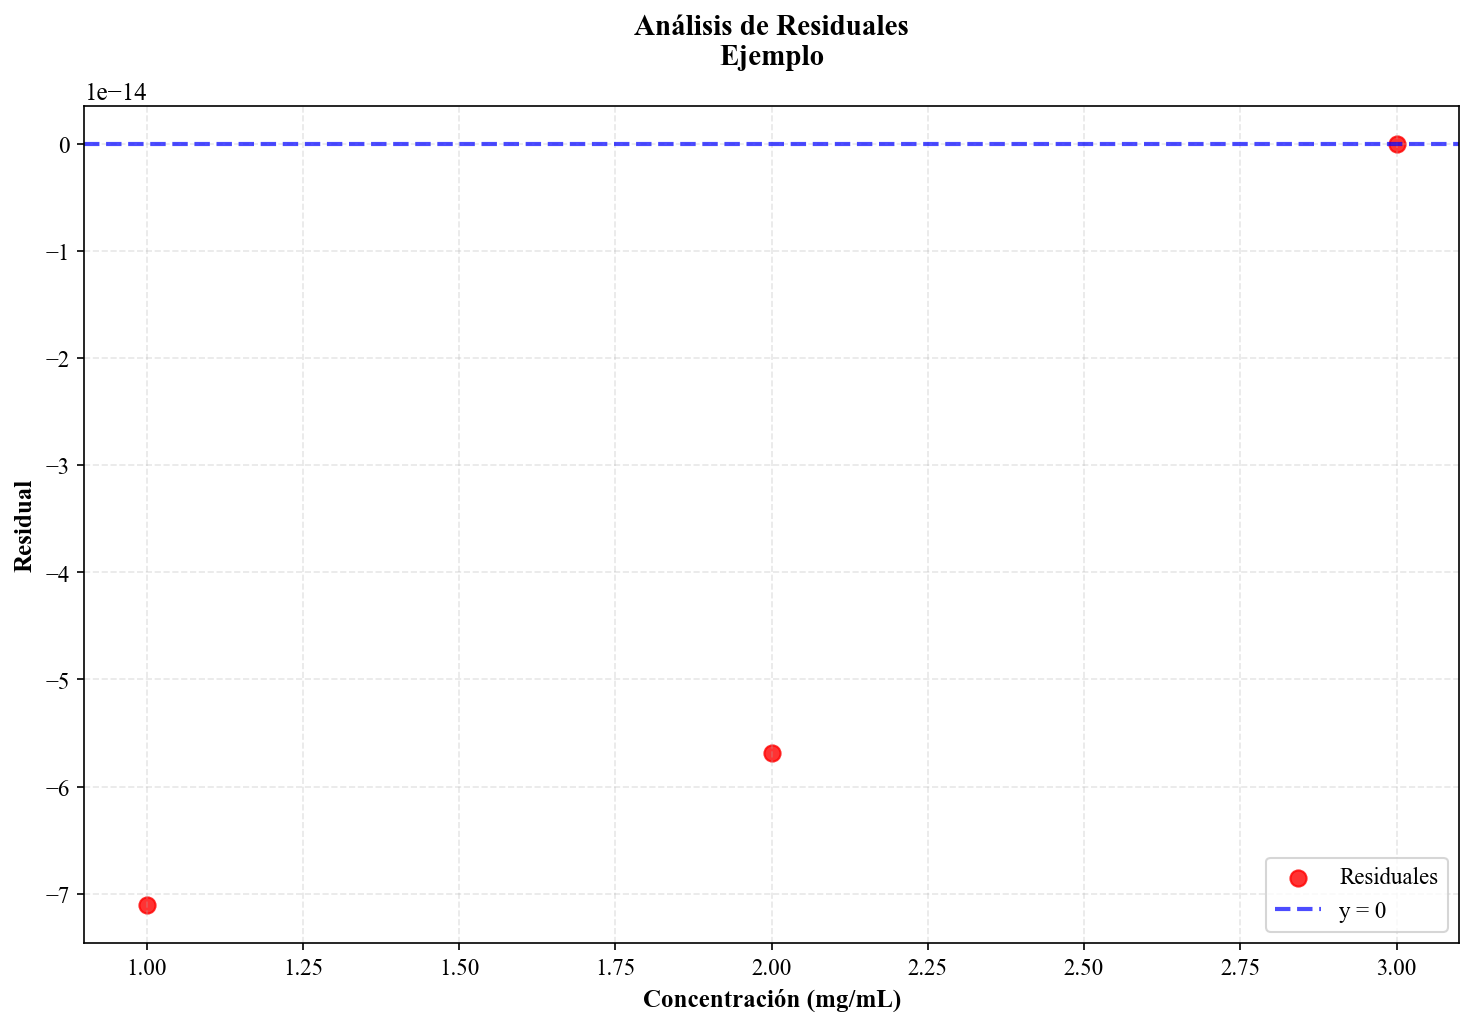 Análisis de Residuales
Ejemplo
1e−14
0
−1
−2
−3
−4
−5
−6
−7
Residual
1.00 1.25 1.50 1.75 2.00 2.25 2.50 2.75 3.00
Concentración (mg/mL)
Residuales
y = 0